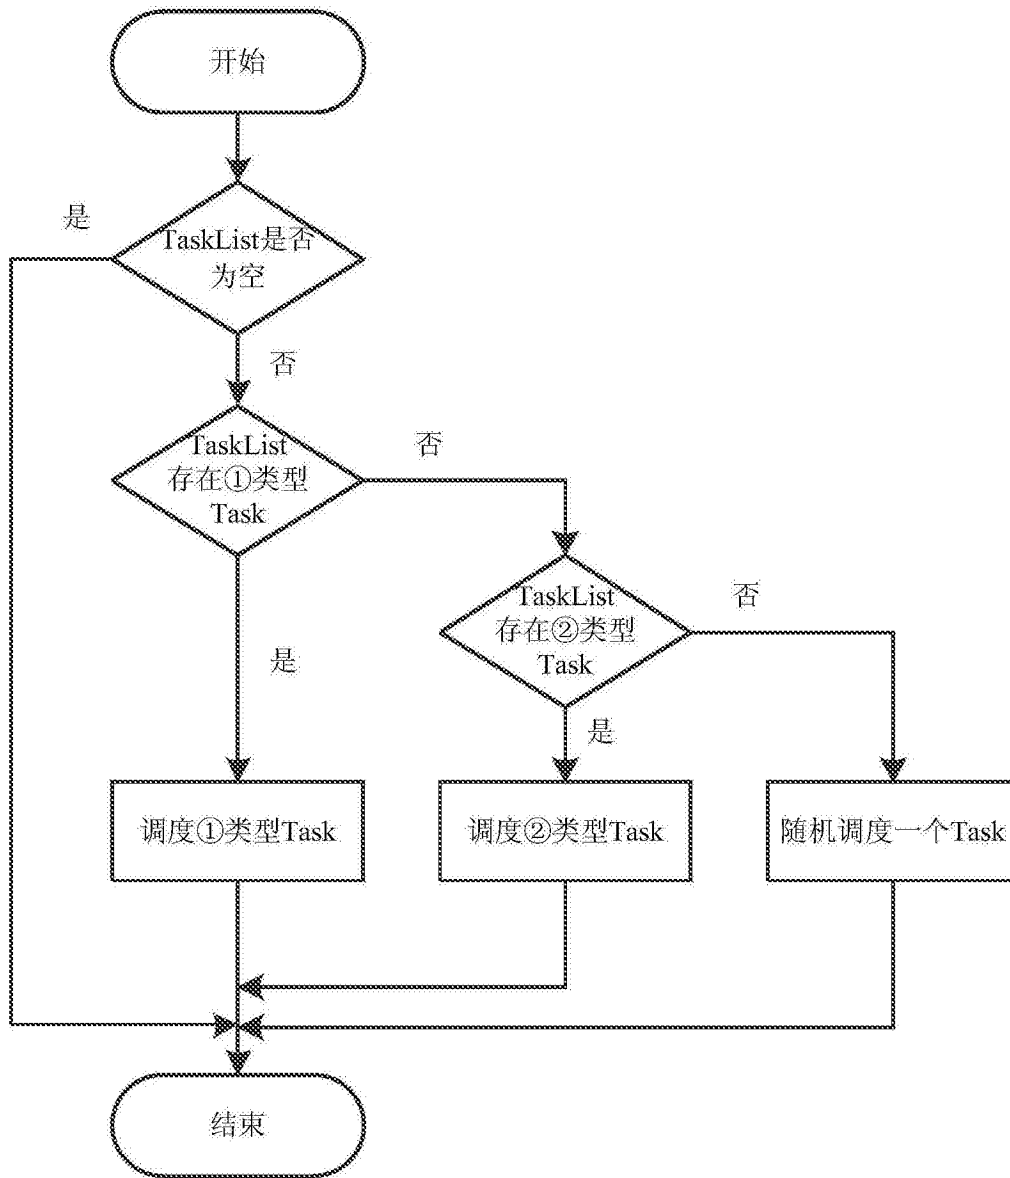 开始
是
TaskList是否
为空
否
TaskList
存在①类型
Task
否
TaskList
存在②类型
Task
否
是
是
调度①类型Task
调度②类型Task
随机调度一个Task
结束